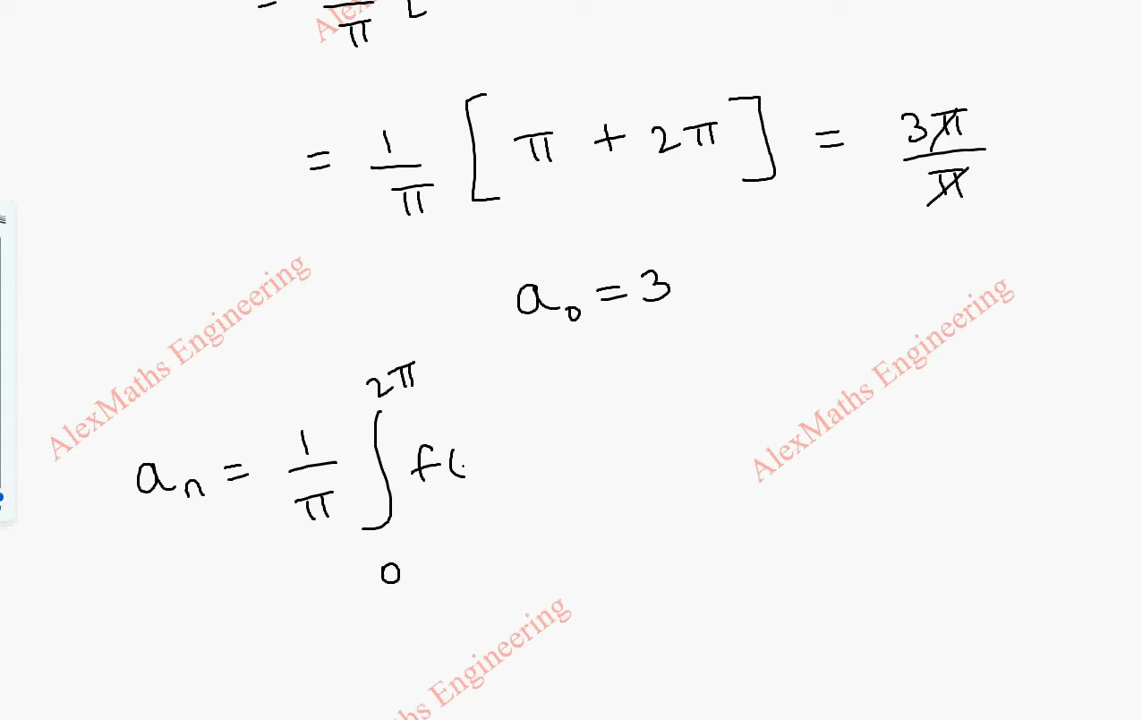 = 1/π [ π + 2π ] = 3π/π
a₀ = 3
aₙ = 1/π ∫₀^2π f(
AlexMaths Engineering
AlexMaths Engineering
AlexMaths Engineering